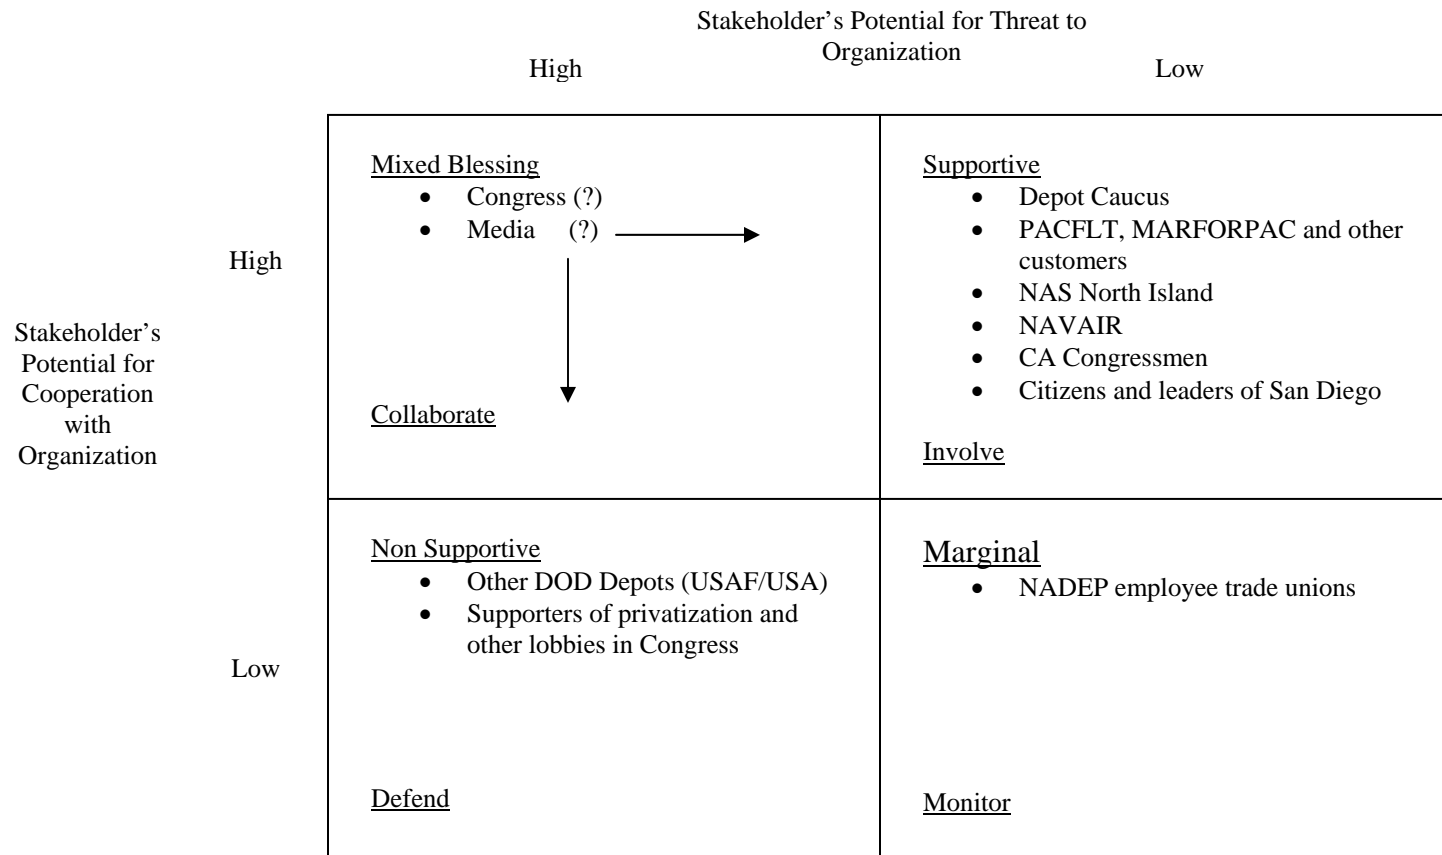 Stakeholder’s Potential for Threat to
Organization
High
Low
Stakeholder’s
Potential for
Cooperation
with
Organization
High
Mixed Blessing
• Congress (?)
• Media (?)
Collaborate
Supportive
• Depot Caucus
• PACFLT, MARFORPAC and other
customers
• NAS North Island
• NAVAIR
• CA Congressmen
• Citizens and leaders of San Diego
Involve
Low
Non Supportive
• Other DOD Depots (USAF/USA)
• Supporters of privatization and
other lobbies in Congress
Defend
Marginal
• NADEP employee trade unions
Monitor